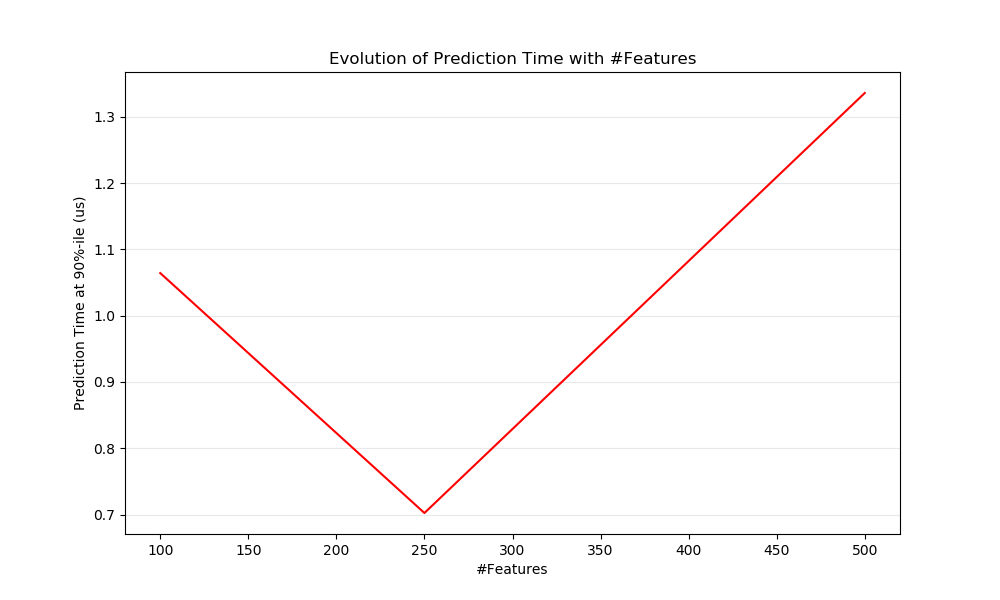 Evolution of Prediction Time with #Features
Prediction Time at 90%-ile (us)
1.3
1.2
1.1
1.0
0.9
0.8
0.7
100 150 200 250 300 350 400 450 500
#Features